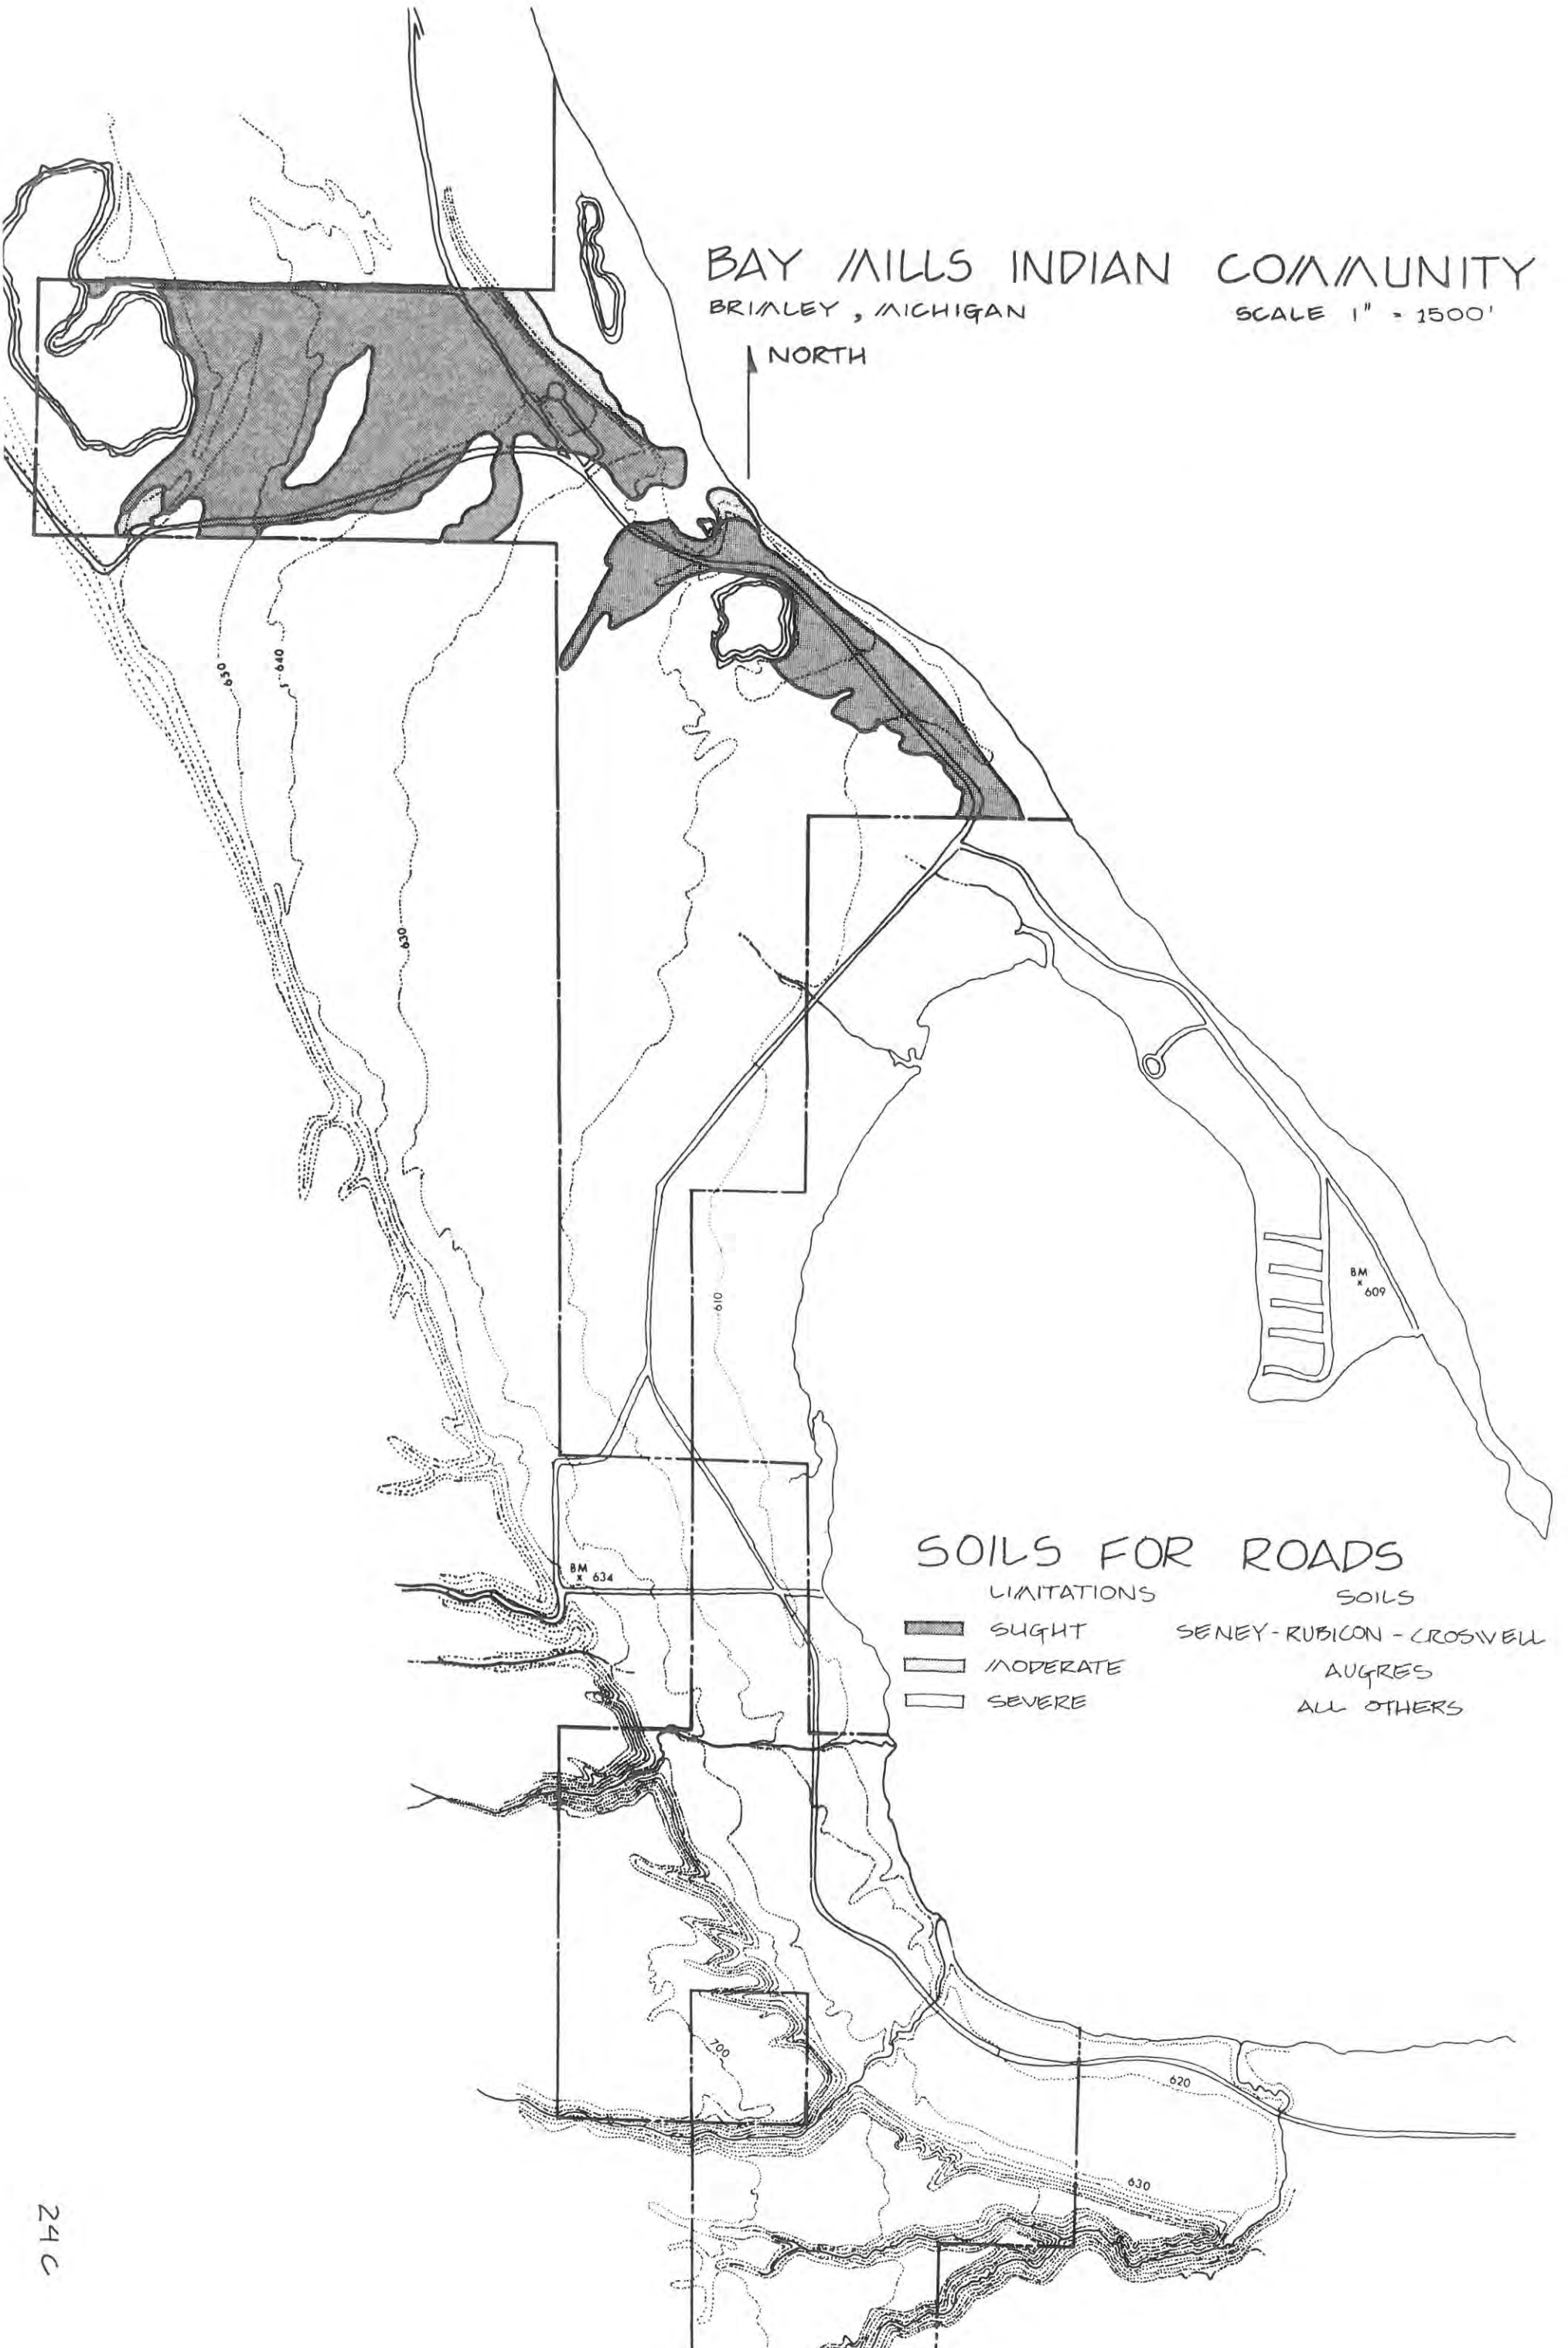 BAY MILLS INDIAN COMMUNITY
BRIMLEY, MICHIGAN
SCALE 1" = 1500'
NORTH
650
640
630
610
BM
x 609
BM
x 634
SOILS FOR ROADS
LIMITATIONS SOILS
SLIGHT SENEY-RUBICON-CROSWELL
MODERATE AUGRES
SEVERE ALL OTHERS
700
620
630
24C